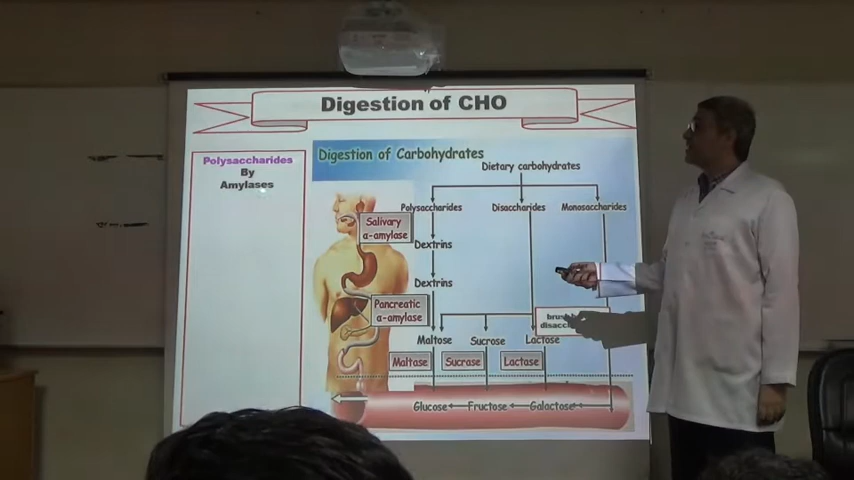 Digestion of CHO
Polysaccharides
By
Amylases
Digestion of Carbohydrates
Dietary carbohydrates
Polysaccharides
Disaccharides
Monosaccharides
Salivary
α-amylase
Dextrins
Dextrins
Pancreatic
α-amylase
Maltose
Sucrose
Lactose
Maltase
Sucrase
Lactase
Glucose
Fructose
Galactose